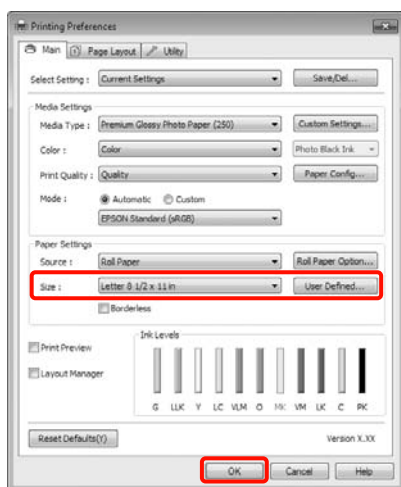 Printing Preferences
Main Page Layout Utility
Select Setting : Current Settings Save/Del...
Media Settings
Media Type : Premium Glossy Photo Paper (250) Custom Settings...
Color : Color Photo Black Ink
Print Quality : Quality Paper Config...
Mode : Automatic Custom
EPSON Standard (sRGB)
Paper Settings
Source : Roll Paper Roll Paper Option...
Size : Letter 8 1/2 x 11 in User Defined...
Borderless
Ink Levels
Print Preview
Layout Manager
G LLK Y LC VLM O MK VM LK C PK
Reset Defaults(Y) Version X.XX
OK Cancel Help